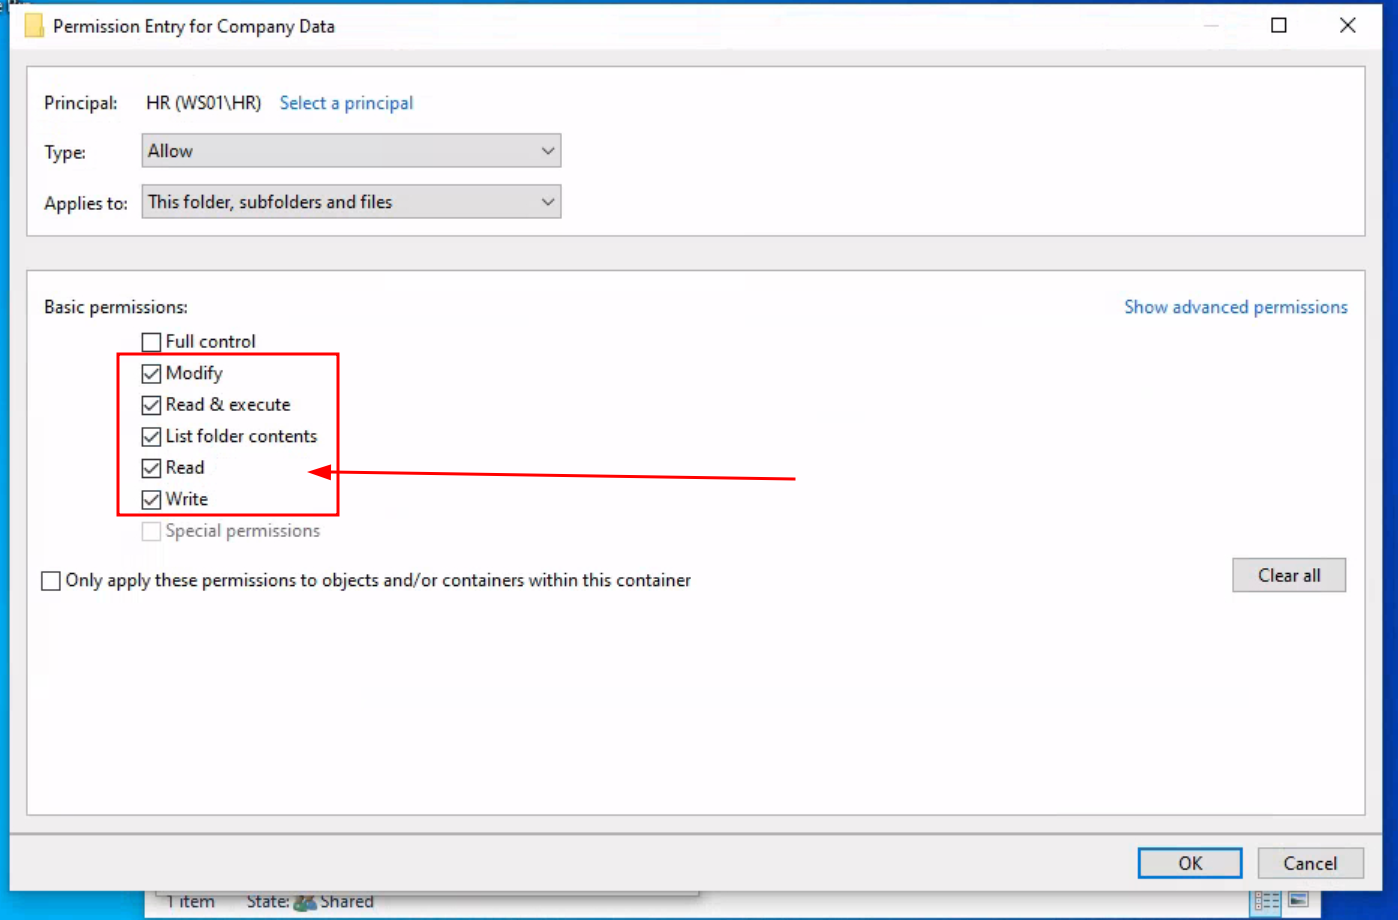 Permission Entry for Company Data
Principal: HR (WS01\HR) Select a principal
Type: Allow
Applies to: This folder, subfolders and files
Basic permissions: Show advanced permissions
Full control
Modify
Read & execute
List folder contents
Read
Write
Special permissions
Only apply these permissions to objects and/or containers within this container
Clear all
OK Cancel
1 item State: Shared